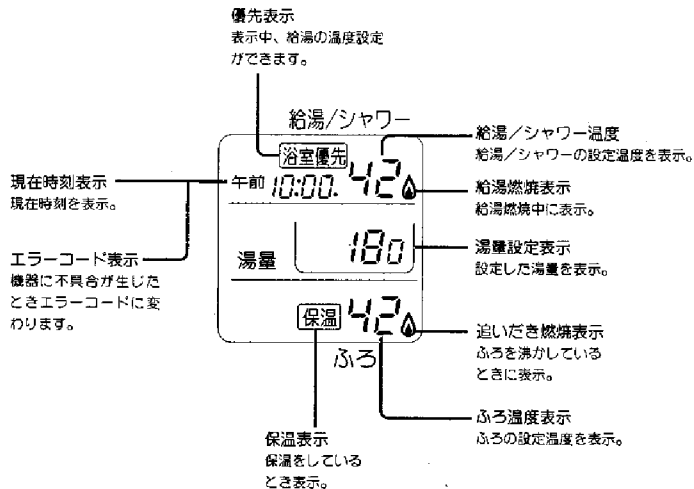 優先表示
表示中、給湯の温度設定
ができます。
給湯/シャワー
浴室優先
42
午前 10:00.
給湯／シャワー温度
給湯／シャワーの設定温度を表示。
給湯燃焼表示
給湯燃焼中に表示。
現在時刻表示
現在時刻を表示。
エラーコード表示
機器に不具合が生じた
ときエラーコードに変
わります。
湯量 180
湯量設定表示
設定した湯量を表示。
保温 42
ふろ
追いだき燃焼表示
ふろを沸かしている
ときに表示。
ふろ温度表示
ふろの設定温度を表示。
保温表示
保温をしている
とき表示。